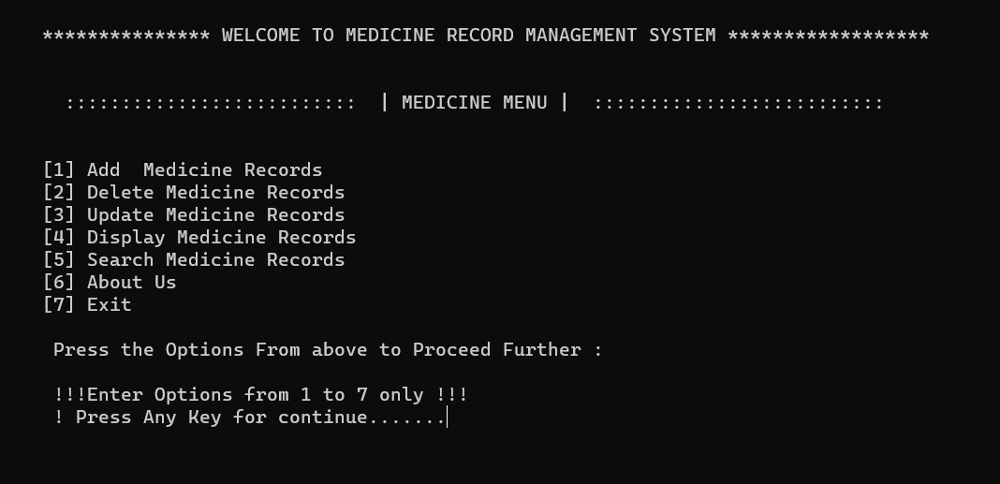 *************** WELCOME TO MEDICINE RECORD MANAGEMENT SYSTEM ******************
:::::::::::::::::::::::::: | MEDICINE MENU | ::::::::::::::::::::::::::
[1] Add  Medicine Records
[2] Delete Medicine Records
[3] Update Medicine Records
[4] Display Medicine Records
[5] Search Medicine Records
[6] About Us
[7] Exit
Press the Options From above to Proceed Further :
!!!Enter Options from 1 to 7 only !!!
! Press Any Key for continue.......